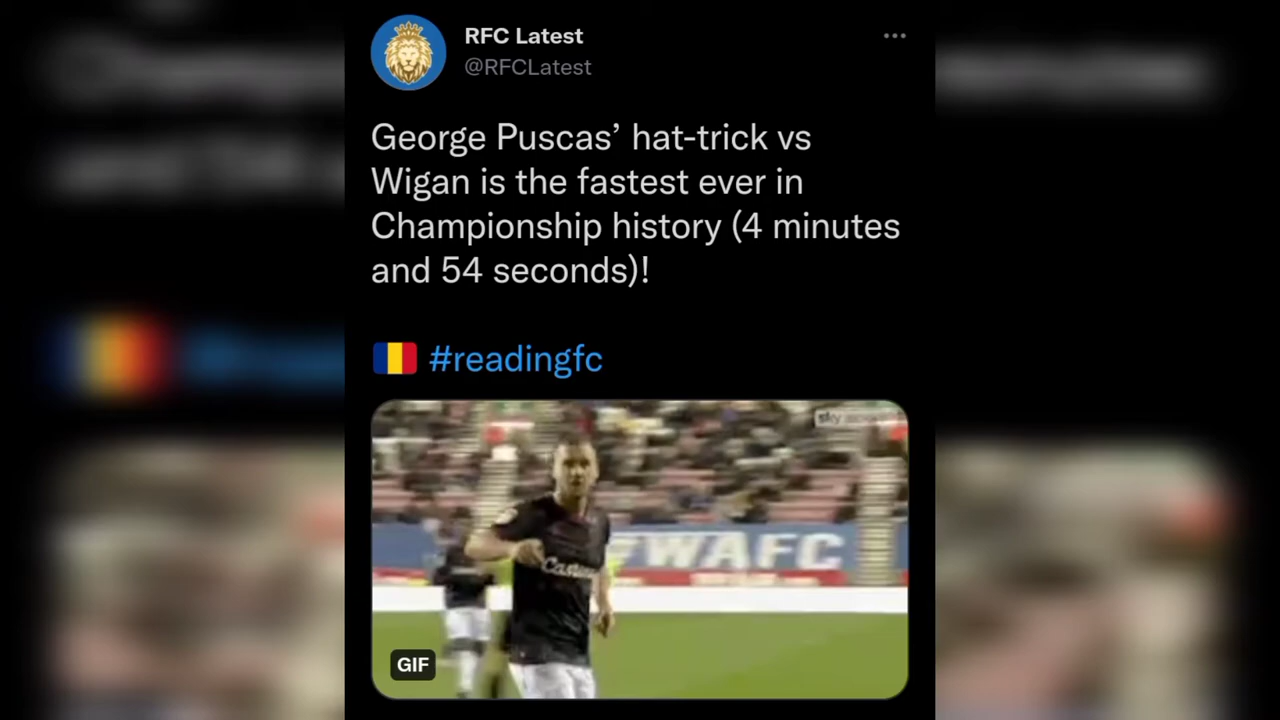 RFC Latest
@RFCLatest
George Puscas’ hat-trick vs
Wigan is the fastest ever in
Championship history (4 minutes
and 54 seconds)!
#readingfc
sky
#WAFC
GIF